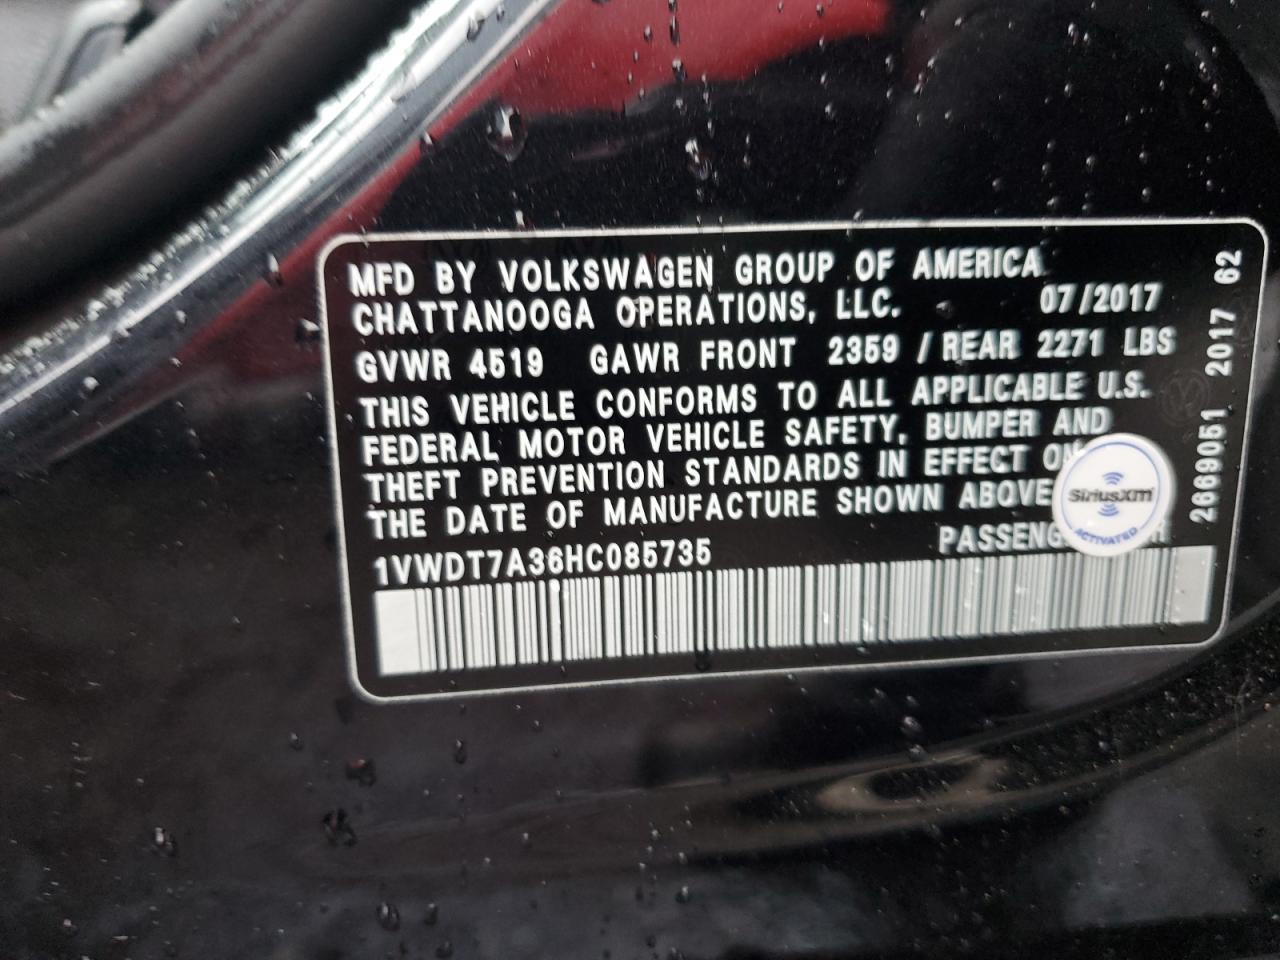 MFD BY VOLKSWAGEN GROUP OF AMERICA
CHATTANOOGA OPERATIONS, LLC. 07/2017
GVWR 4519 GAWR FRONT 2359 / REAR 2271 LBS
THIS VEHICLE CONFORMS TO ALL APPLICABLE U.S.
FEDERAL MOTOR VEHICLE SAFETY, BUMPER AND
THEFT PREVENTION STANDARDS IN EFFECT ON
THE DATE OF MANUFACTURE SHOWN ABOVE
1VWDT7A36HC085735
2669051 2017 62
SiriusXM
ACTIVATED